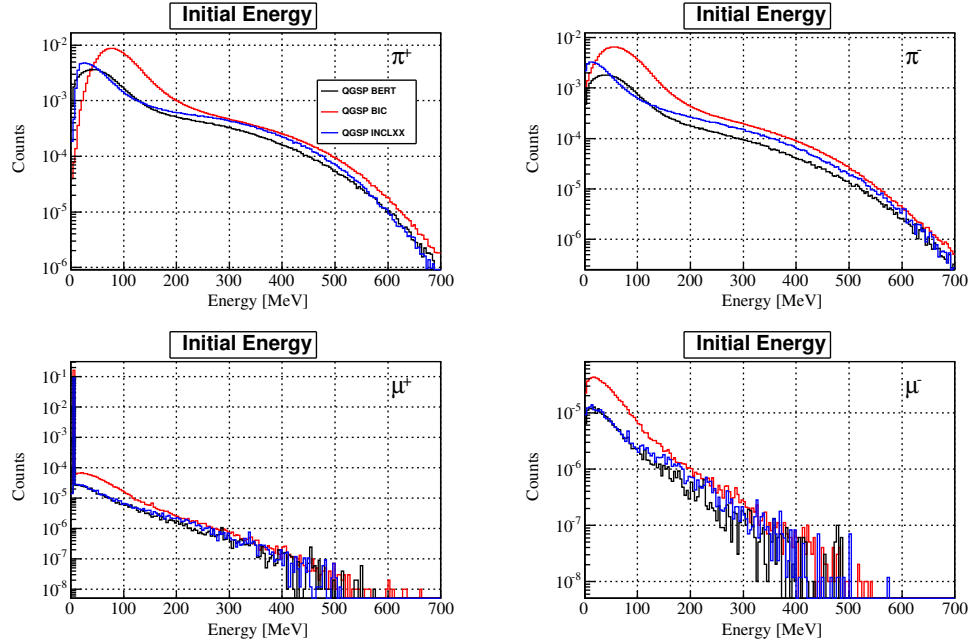 Initial Energy
π⁺
QGSP BERT
QGSP BIC
QGSP INCLXX
Counts
10⁻²
10⁻³
10⁻⁴
10⁻⁵
10⁻⁶
0 100 200 300 400 500 600 700
Energy [MeV]
Initial Energy
π⁻
Counts
10⁻²
10⁻³
10⁻⁴
10⁻⁵
10⁻⁶
0 100 200 300 400 500 600 700
Energy [MeV]
Initial Energy
μ⁺
Counts
10⁻¹
10⁻²
10⁻³
10⁻⁴
10⁻⁵
10⁻⁶
10⁻⁷
10⁻⁸
0 100 200 300 400 500 600 700
Energy [MeV]
Initial Energy
μ⁻
Counts
10⁻⁵
10⁻⁶
10⁻⁷
10⁻⁸
0 100 200 300 400 500 600 700
Energy [MeV]